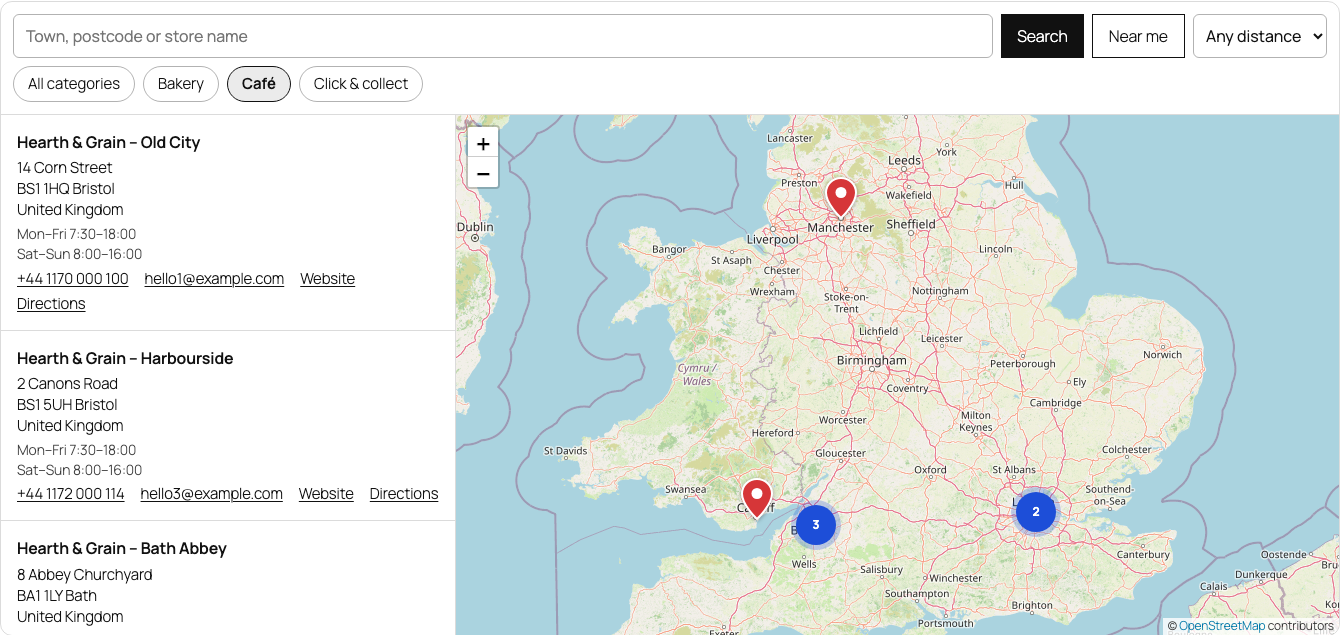 Town, postcode or store name
Search
Near me
Any distance
All categories
Bakery
Café
Click & collect
Hearth & Grain – Old City
14 Corn Street
BS1 1HQ Bristol
United Kingdom
Mon–Fri 7:30–18:00
Sat–Sun 8:00–16:00
+44 1170 000 100 hello1@example.com Website
Directions
Hearth & Grain – Harbourside
2 Canons Road
BS1 5UH Bristol
United Kingdom
Mon–Fri 7:30–18:00
Sat–Sun 8:00–16:00
+44 1172 000 114 hello3@example.com Website Directions
Hearth & Grain – Bath Abbey
8 Abbey Churchyard
BA1 1LY Bath
United Kingdom
+
−
Lancaster
York
Leeds
Preston
Hull
Wakefield
Dublin
Manchester
Sheffield
Liverpool
Bangor
Lincoln
St Asaph
Chester
Wrexham
Nottingham
Stoke-on-
Trent
Lichfield
Leicester
Norwich
Birmingham
Peterborough
Cymru /
Wales
Ely
Coventry
Cambridge
Worcester
Milton
Keynes
Hereford
St Davids
Gloucester
Colchester
Oxford
St Albans
Swansea
Southend-
on-Sea
3
2
Wells
Canterbury
Salisbury
Winchester
Oostende
Dunkerque
Calais
Southampton
Brighton
Portsmouth
Exeter
© OpenStreetMap contributors